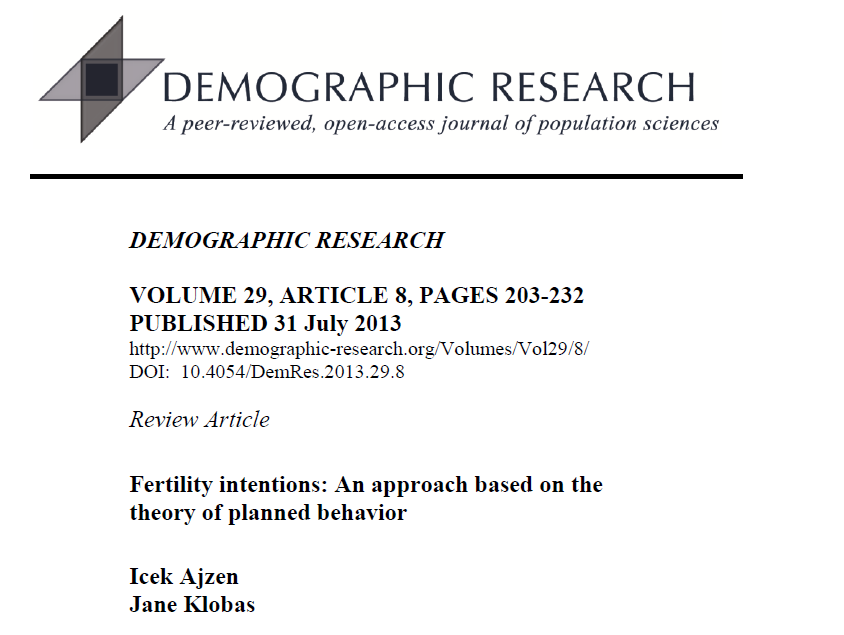 DEMOGRAPHIC RESEARCH
A peer-reviewed, open-access journal of population sciences
DEMOGRAPHIC RESEARCH
VOLUME 29, ARTICLE 8, PAGES 203-232
PUBLISHED 31 July 2013
http://www.demographic-research.org/Volumes/Vol29/8/
DOI:  10.4054/DemRes.2013.29.8
Review Article
Fertility intentions: An approach based on the
theory of planned behavior
Icek Ajzen
Jane Klobas